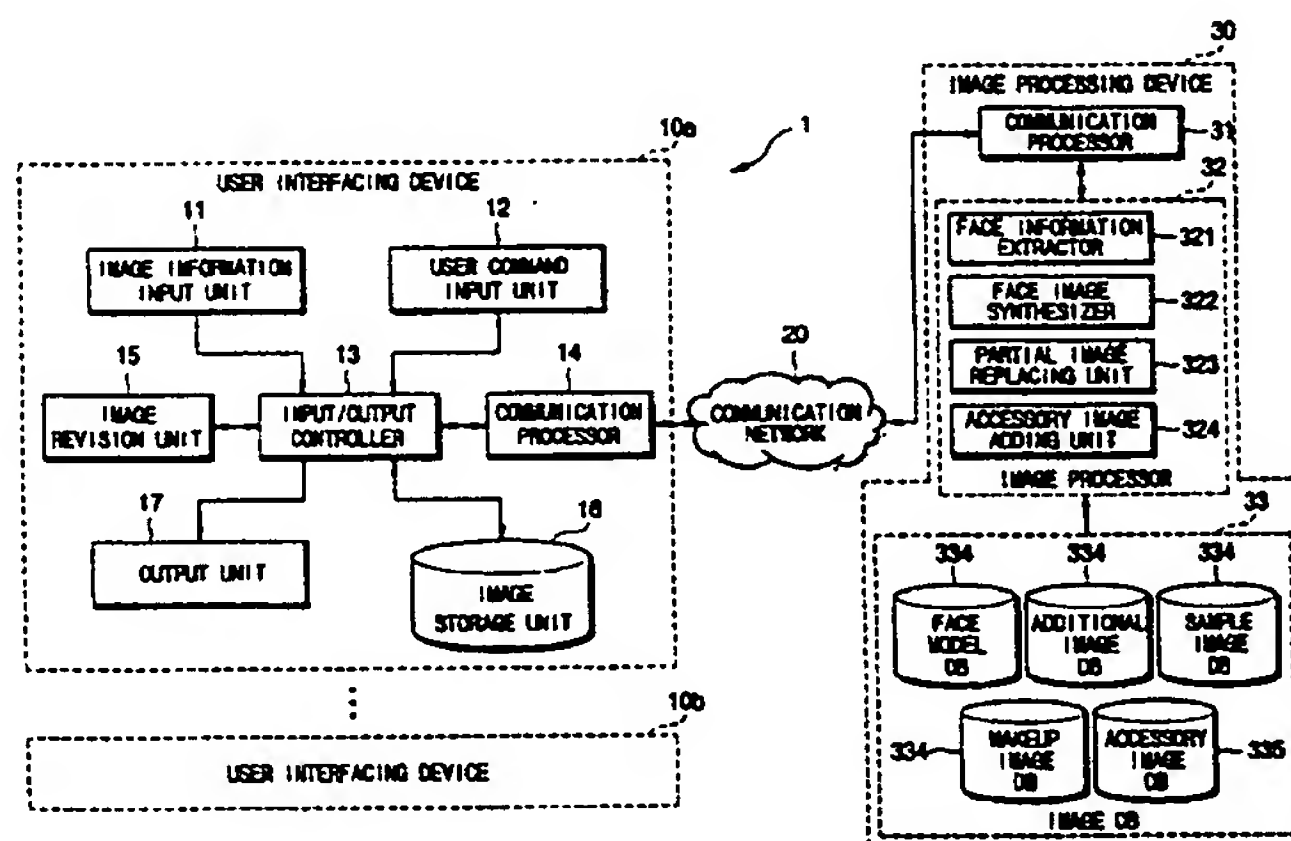 30
IMAGE PROCESSING DEVICE
COMMUNICATION
PROCESSOR
31
32
FACE INFORMATION
EXTRACTOR
321
FACE IMAGE
SYNTHESIZER
322
PARTIAL IMAGE
REPLACING UNIT
323
ACCESSORY IMAGE
ADDING UNIT
324
IMAGE PROCESSOR
1
10a
USER INTERFACING DEVICE
11
IMAGE INFORMATION
INPUT UNIT
12
USER COMMAND
INPUT UNIT
15
IMAGE
REVISION UNIT
13
INPUT/OUTPUT
CONTROLLER
14
COMMUNICATION
PROCESSOR
20
COMMUNICATION
NETWORK
17
OUTPUT UNIT
16
IMAGE
STORAGE UNIT
33
334
FACE
MODEL
DB
334
ADDITIONAL
IMAGE
DB
334
SAMPLE
IMAGE
DB
334
MAKEUP
IMAGE
DB
ACCESSORY
IMAGE
DB
335
IMAGE DB
10b
USER INTERFACING DEVICE